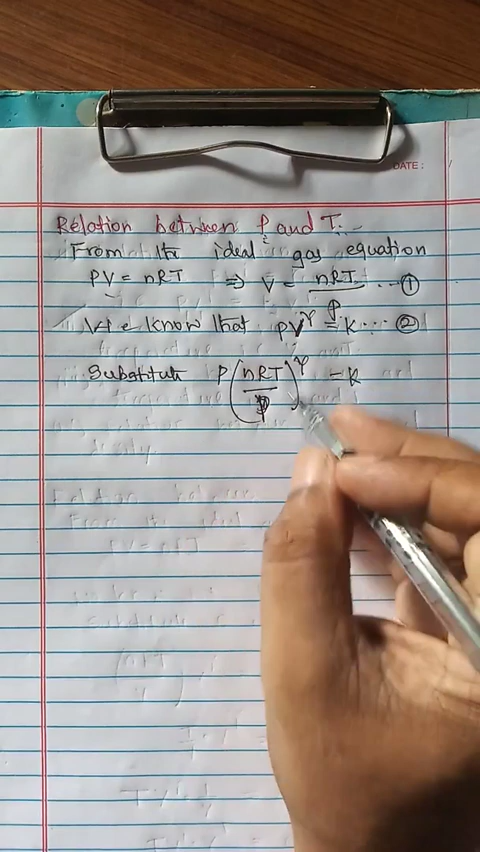 DATE :
Relation between P and T:-
From the ideal gas equation
PV = nRT ⇒ V = nRT/P ... ①
We know that PV^γ = K ... ②
Substitute P(nRT/P)^γ = K